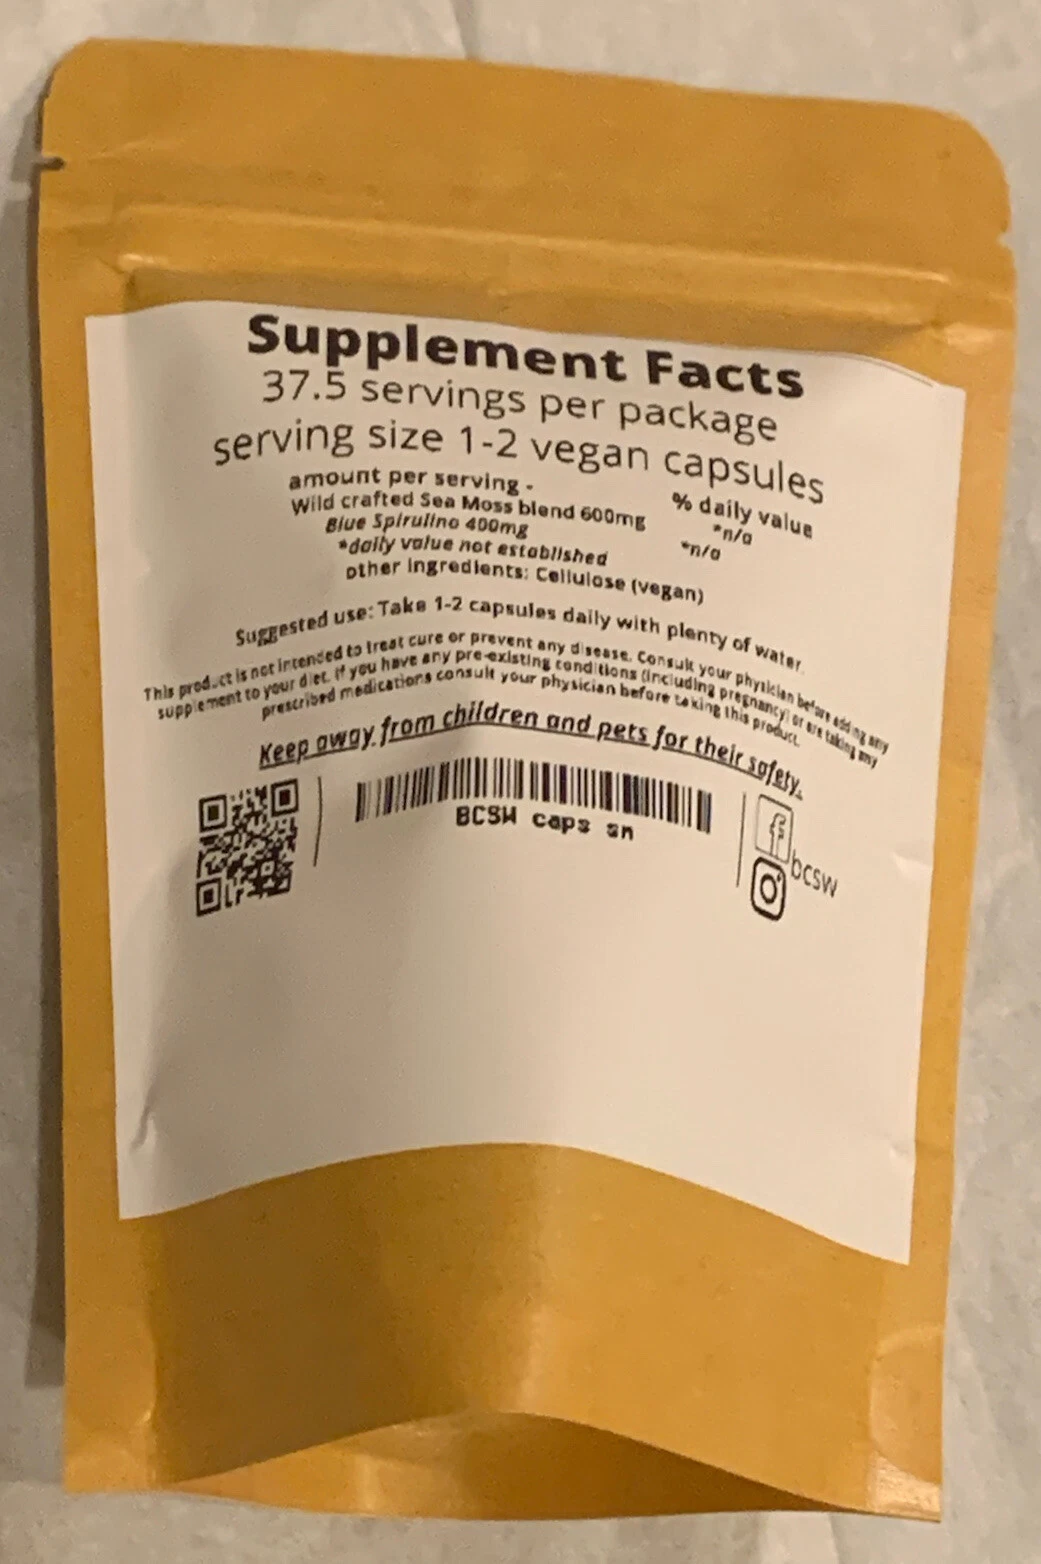 Supplement Facts
37.5 servings per package
serving size 1-2 vegan capsules
amount per serving -
% daily value
Wild crafted Sea Moss blend 600mg
*n/a
Blue Spirulina 400mg
*n/a
*daily value not established
other ingredients: Cellulose (vegan)
Suggested use: Take 1-2 capsules daily with plenty of water.
This product is not intended to treat cure or prevent any disease. Consult your physician before adding any
supplement to your diet. If you have any pre-existing conditions (including pregnancy) or are taking any
prescribed medications consult your physician before taking this product.
Keep away from children and pets for their safety.
BCSW caps sm
bcsw